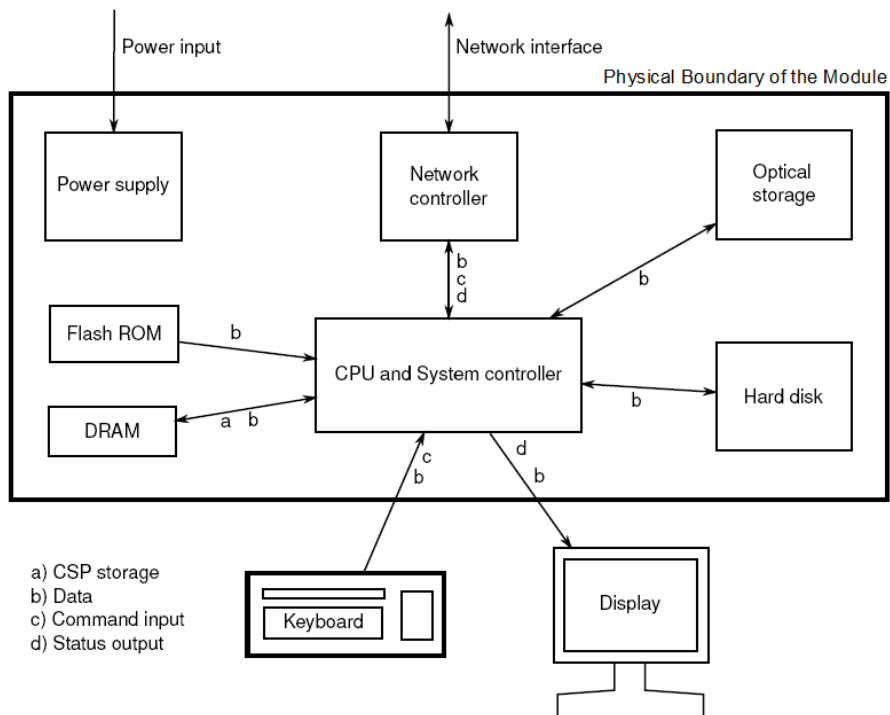 Power input
Network interface
Physical Boundary of the Module
Power supply
Network
controller
Optical
storage
b
c
d
b
Flash ROM
b
CPU and System controller
DRAM
a b
b
Hard disk
c
b
d
b
a) CSP storage
b) Data
c) Command input
d) Status output
Keyboard
Display